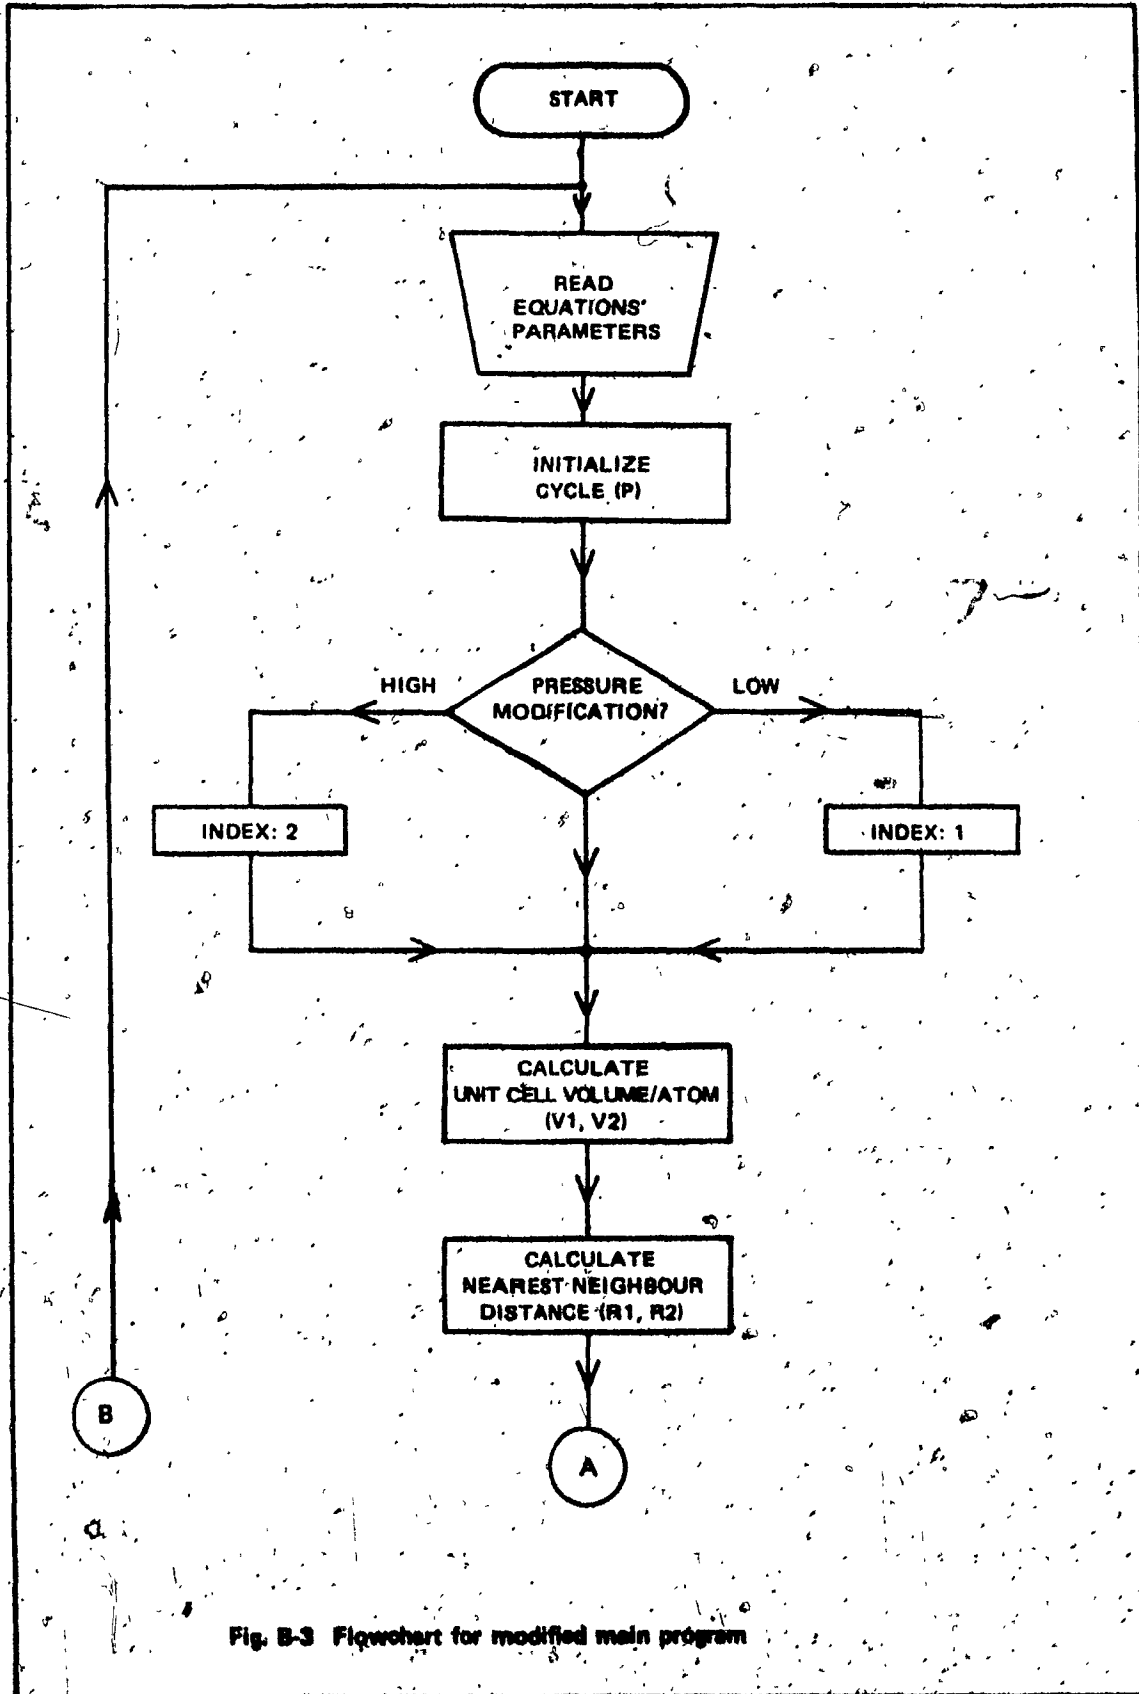 START
READ
EQUATIONS'
PARAMETERS
INITIALIZE
CYCLE (P)
HIGH
PRESSURE
MODIFICATION?
LOW
INDEX: 2
INDEX: 1
CALCULATE
UNIT CELL VOLUME/ATOM
(V1, V2)
CALCULATE
NEAREST NEIGHBOUR
DISTANCE (R1, R2)
B
A
Fig. B-3 Flowchart for modified main program